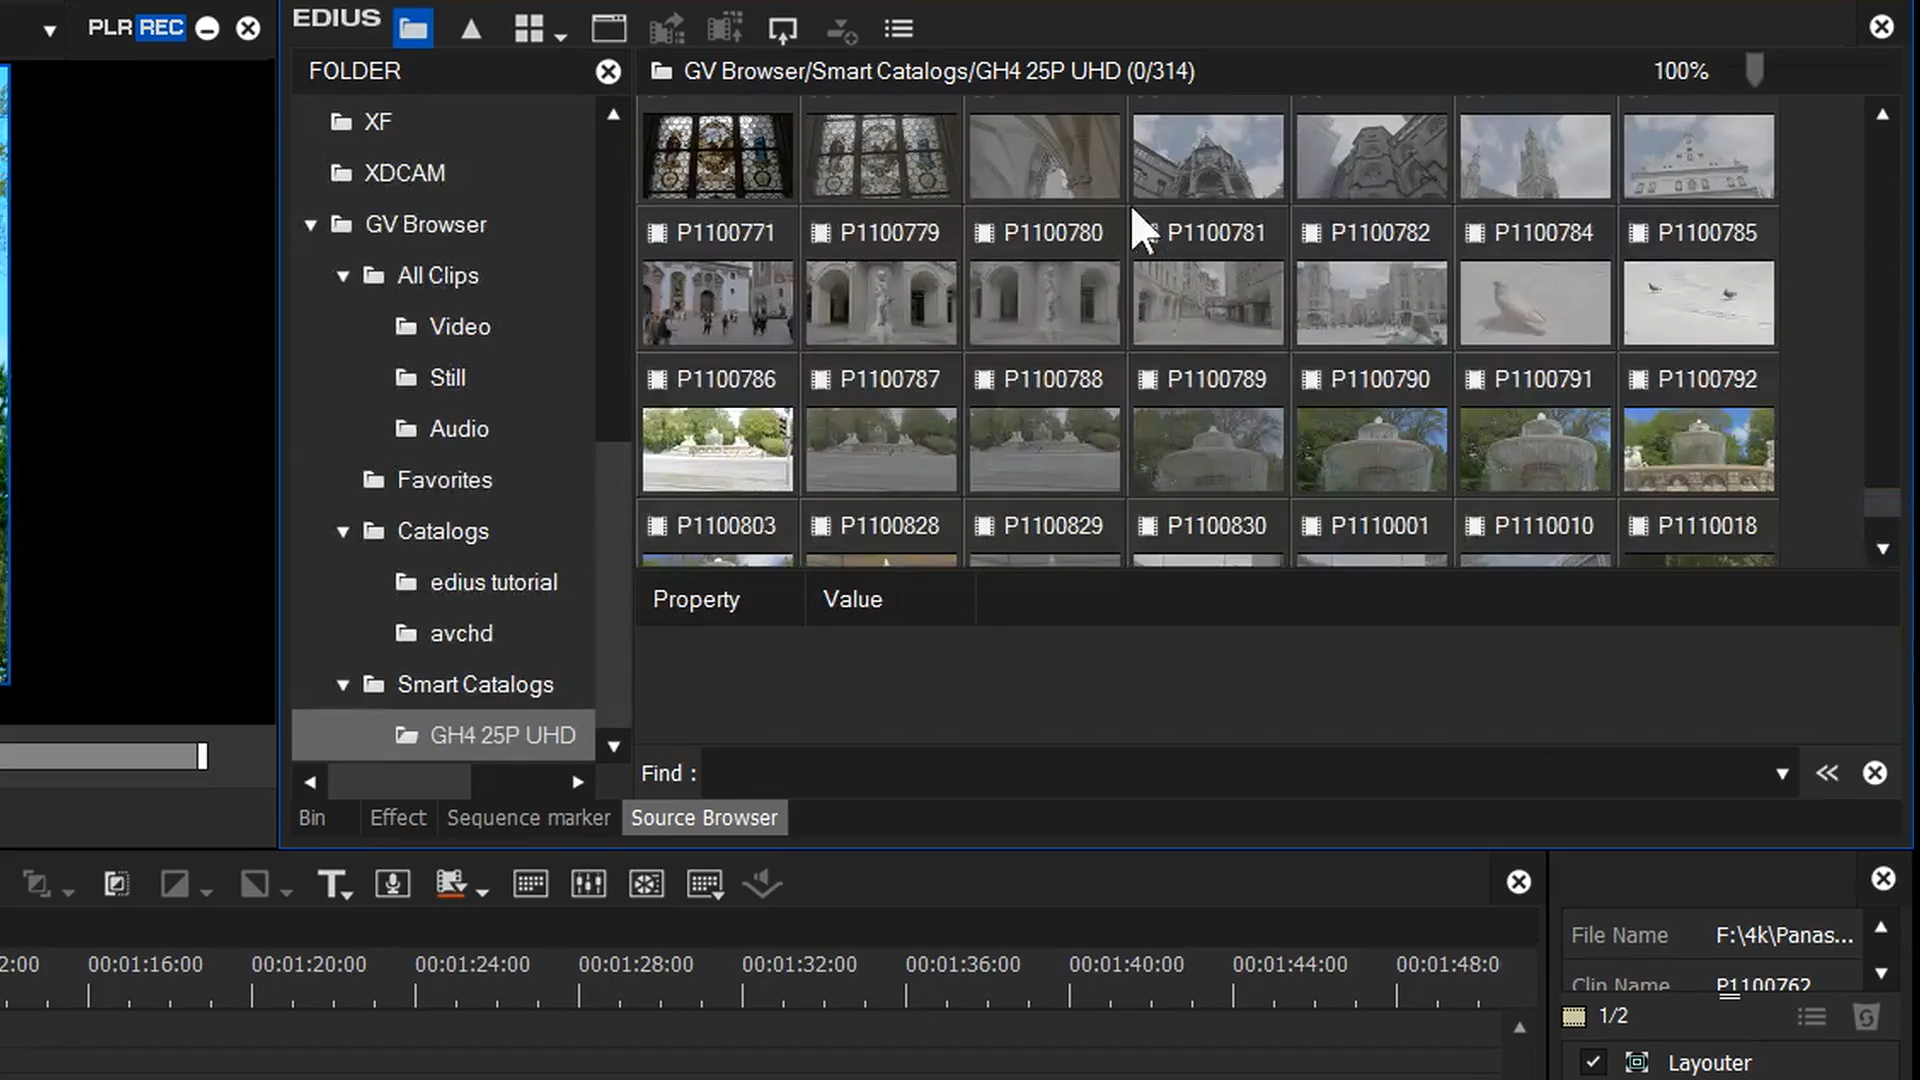 PLR REC
EDIUS
FOLDER
GV Browser/Smart Catalogs/GH4 25P UHD (0/314)
100%
XF
XDCAM
GV Browser
All Clips
Video
Still
Audio
Favorites
Catalogs
edius tutorial
avchd
Smart Catalogs
GH4 25P UHD
P1100771 P1100779 P1100780 P1100781 P1100782 P1100784 P1100785
P1100786 P1100787 P1100788 P1100789 P1100790 P1100791 P1100792
P1100803 P1100828 P1100829 P1100830 P1110001 P1110010 P1110018
Property Value
Find :
Bin Effect Sequence marker Source Browser
2:00 00:01:16:00 00:01:20:00 00:01:24:00 00:01:28:00 00:01:32:00 00:01:36:00 00:01:40:00 00:01:44:00 00:01:48:0
File Name F:\4k\Panas...
Clip Name P1100762
1/2
Layouter